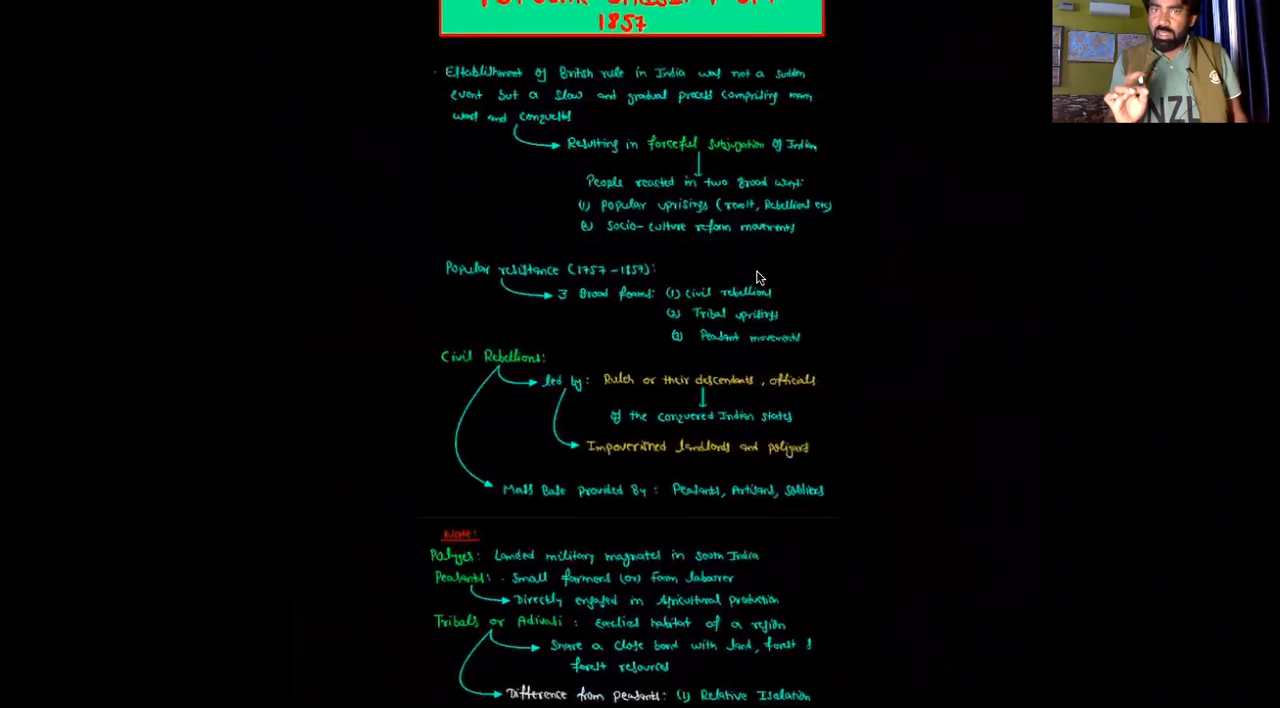 1857
Establishment of British rule in India was not a sudden
event but a slow and gradual process comprising many
wars and conquests
Resulting in forceful subjugation of Indian
People reacted in two broad ways:
(1) Popular uprisings (revolt, Rebellion etc)
(2) Socio-culture reform movements
Popular resistance (1757-1857):
3 Broad foams: (1) Civil rebellions
(2) Tribal uprisings
(3) Peasant movements
Civil Rebellions:
led by: Rulers or their descendants, officials
of the conquered Indian states
Impoverished landlords and poligars
Mass Base provided by: Peasants, Artisans, Soldiers
Note:
Landed military magnates in South India
Peasants: Small farmers (or) Farm labourer
Directly engaged in Agricultural production
Tribals or Adivasi: Earliest habitat of a region
Share a close bond with land, forest &
forest resources
Difference from peasants: (1) Relative Isolation
NZL